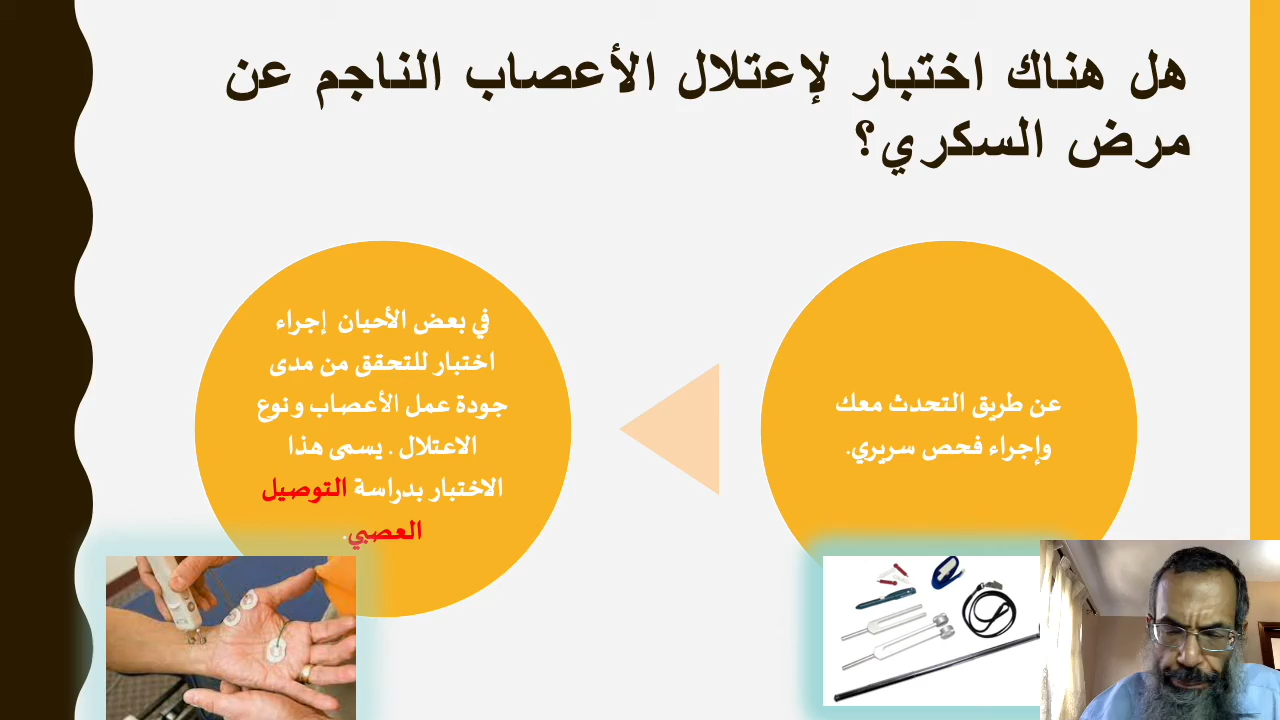 هل هناك اختبار لإعتلال الأعصاب الناجم عن
مرض السكري؟
عن طريق التحدث معك
وإجراء فحص سريري.
في بعض الأحيان إجراء
اختبار للتحقق من مدى
جودة عمل الأعصاب و نوع
الاعتلال . يسمى هذا
الاختبار بدراسة التوصيل
العصبي.